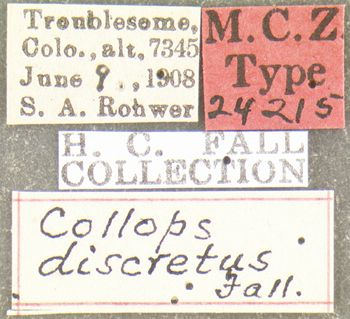 Troublesome,
Colo., alt. 7345
June 9, 1908
S. A. Rohwer
M. C. Z.
Type
24215
H. C. FALL
COLLECTION
Collops
discretus
Fall.